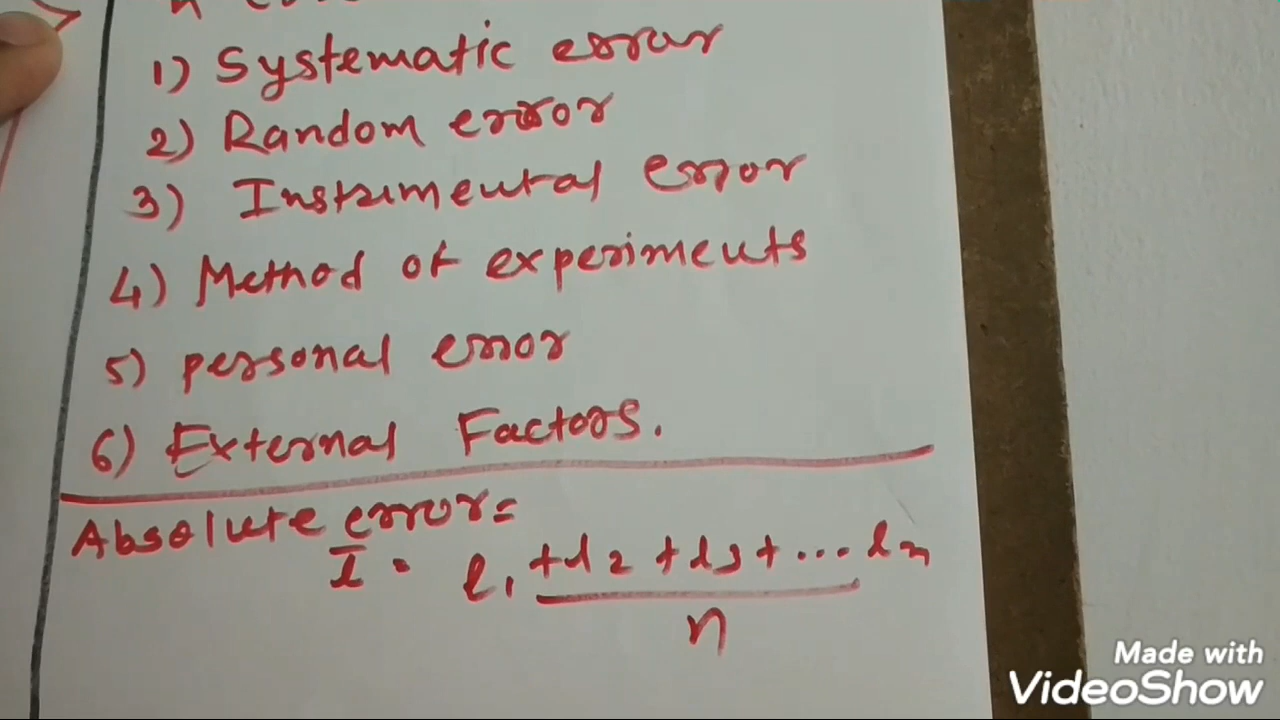 1) Systematic error
2) Random error
3) Instrumental error
4) Method of experiments
5) personal error
6) External Factors.
Absolute error=
l̄ = l1 +l2 +l3+...ln
n
Made with
VideoShow